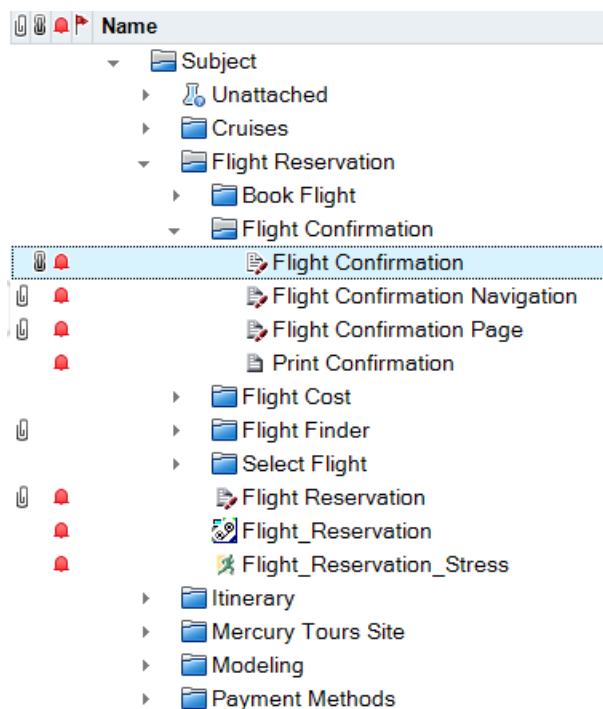 Name
Subject
Unattached
Cruises
Flight Reservation
Book Flight
Flight Confirmation
Flight Confirmation
Flight Confirmation Navigation
Flight Confirmation Page
Print Confirmation
Flight Cost
Flight Finder
Select Flight
Flight Reservation
Flight_Reservation
Flight_Reservation_Stress
Itinerary
Mercury Tours Site
Modeling
Payment Methods